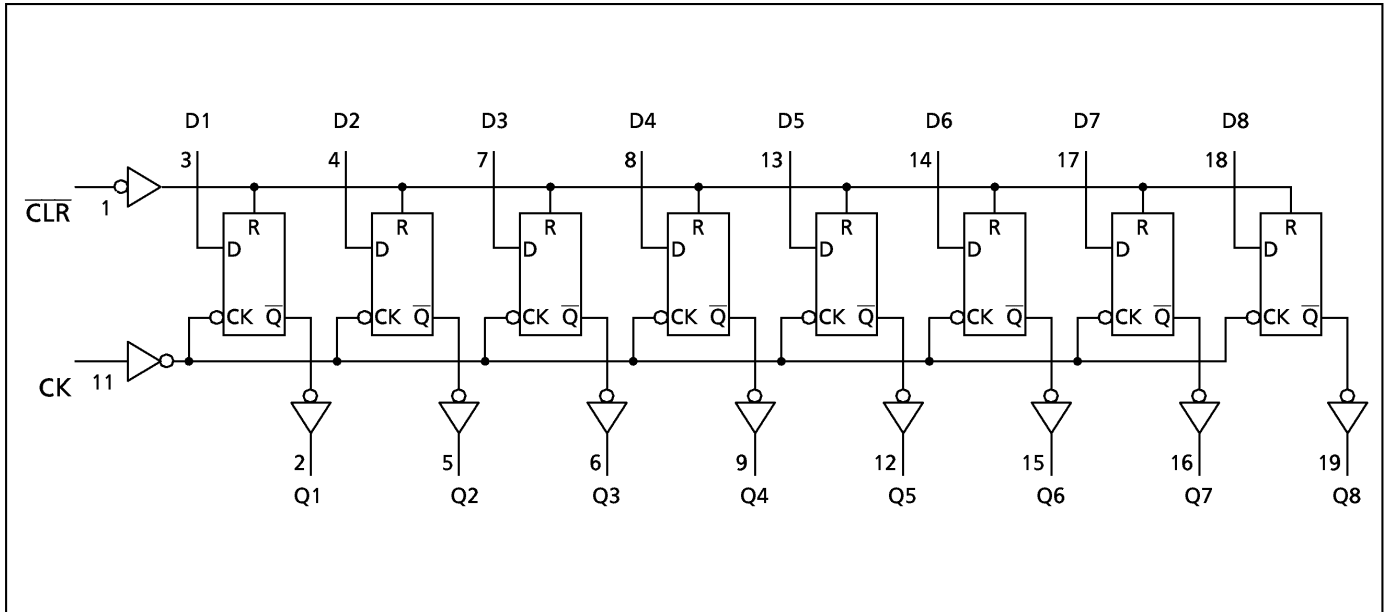 D1 D2 D3 D4 D5 D6 D7 D8
3 4 7 8 13 14 17 18
C̅L̅R̅ 1
R R R R R R R R
D D D D D D D D
CK Q̅ CK Q̅ CK Q̅ CK Q̅ CK Q̅ CK Q̅ CK Q̅ CK Q̅
CK 11
2 5 6 9 12 15 16 19
Q1 Q2 Q3 Q4 Q5 Q6 Q7 Q8